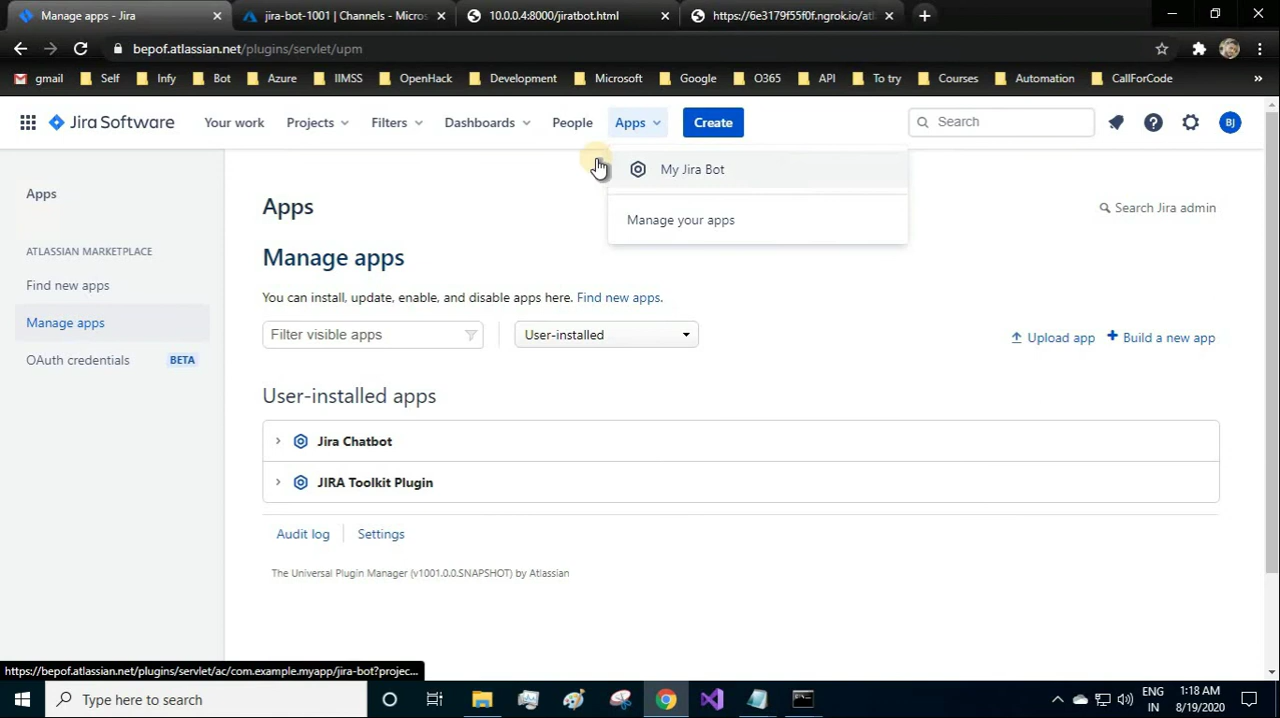 Manage apps - Jira
jira-bot-1001 | Channels - Micros
10.0.0.4:8000/jiratbot.html
https://6e3179f55f0f.ngrok.io/atl
bepof.atlassian.net/plugins/servlet/upm
gmail Self Infy Bot Azure IIMSS OpenHack Development Microsoft Google O365 API To try Courses Automation CallForCode »
Jira Software Your work Projects Filters Dashboards People Apps Create Search BJ
My Jira Bot
Manage your apps
Apps
ATLASSIAN MARKETPLACE
Find new apps
Manage apps
OAuth credentials BETA
Apps
Search Jira admin
Manage apps
You can install, update, enable, and disable apps here. Find new apps.
Filter visible apps User-installed Upload app Build a new app
User-installed apps
Jira Chatbot
JIRA Toolkit Plugin
Audit log Settings
The Universal Plugin Manager (v1001.0.0.SNAPSHOT) by Atlassian
https://bepof.atlassian.net/plugins/servlet/ac/com.example.myapp/jira-bot?projec...
Type here to search
ENG
IN
1:18 AM
8/19/2020